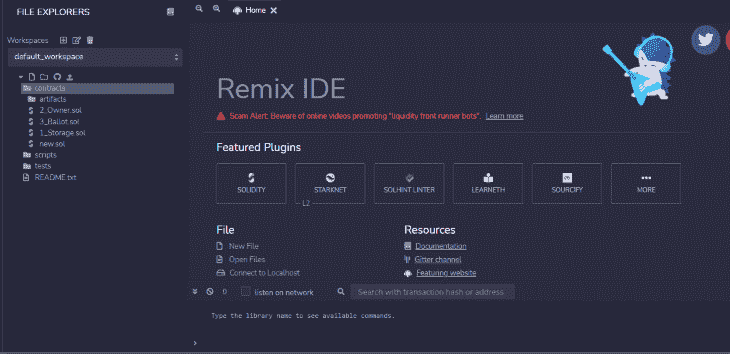 FILE EXPLORERS
Workspaces
default_workspace
contracts
artifacts
2_Owner.sol
3_Ballot.sol
1_Storage.sol
new.sol
scripts
tests
README.txt
Home
Remix IDE
Scam Alert: Beware of online videos promoting "liquidity front runner bots". Learn more
Featured Plugins
SOLIDITY
STARKNET
L2
SOLHINT LINTER
LEARNETH
SOURCIFY
MORE
File
New File
Open Files
Connect to Localhost
Resources
Documentation
Gitter channel
Featuring website
0 listen on network Search with transaction hash or address
Type the library name to see available commands.
>